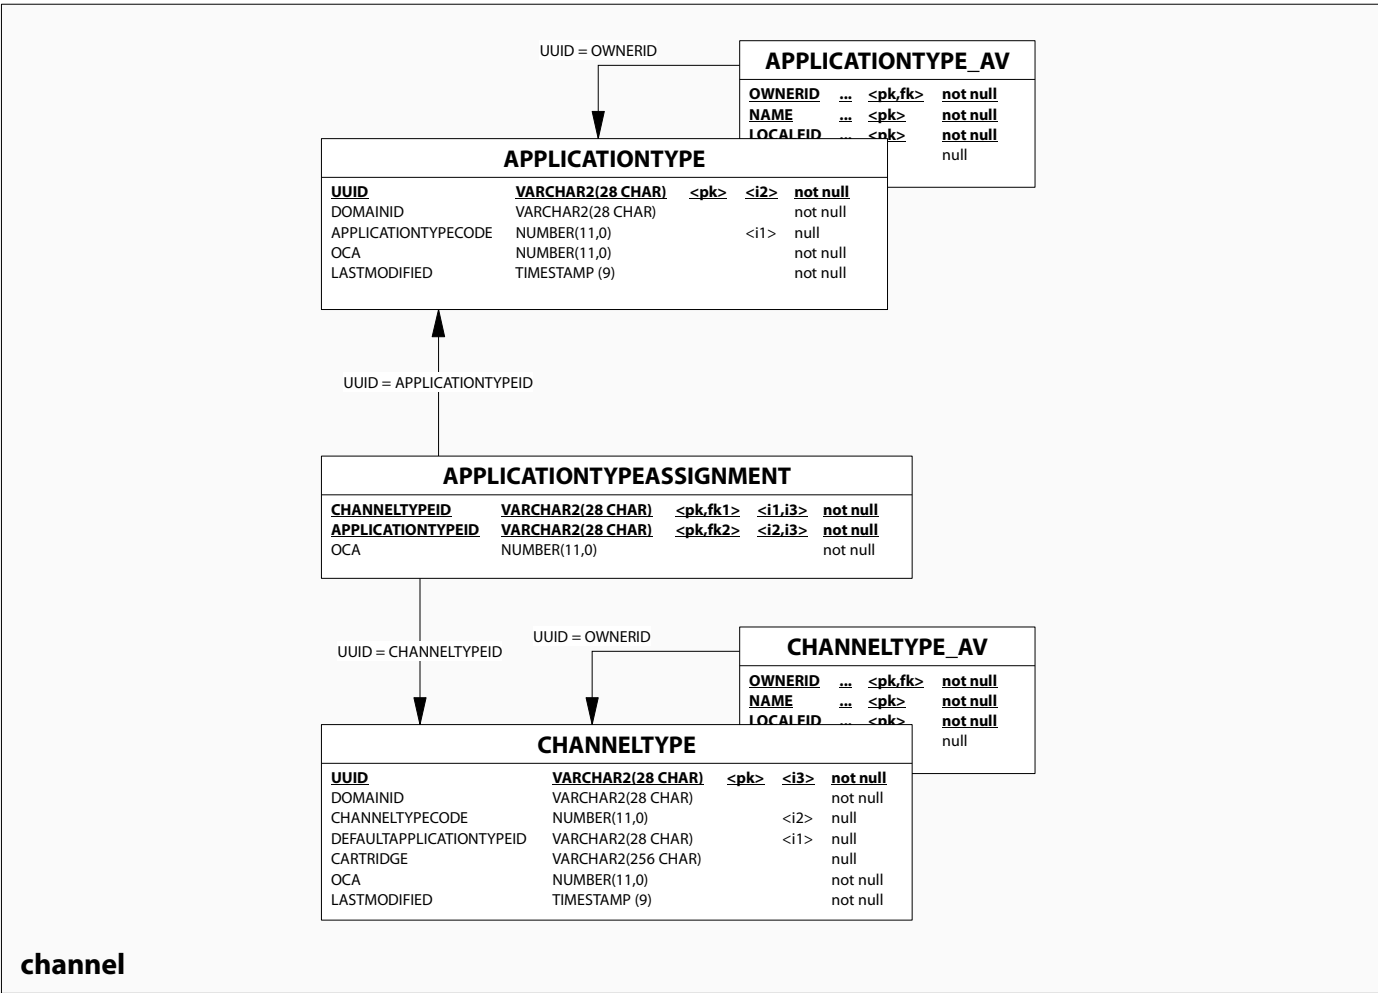 UUID = OWNERID
APPLICATIONTYPE_AV
OWNERID ... <pk,fk> not null
NAME ... <pk> not null
LOCALEID ... <pk> not null
null
APPLICATIONTYPE
UUID VARCHAR2(28 CHAR) <pk> <i2> not null
DOMAINID VARCHAR2(28 CHAR) not null
APPLICATIONTYPECODE NUMBER(11,0) <i1> null
OCA NUMBER(11,0) not null
LASTMODIFIED TIMESTAMP (9) not null
UUID = APPLICATIONTYPEID
APPLICATIONTYPEASSIGNMENT
CHANNELTYPEID VARCHAR2(28 CHAR) <pk,fk1> <i1,i3> not null
APPLICATIONTYPEID VARCHAR2(28 CHAR) <pk,fk2> <i2,i3> not null
OCA NUMBER(11,0) not null
UUID = CHANNELTYPEID
UUID = OWNERID
CHANNELTYPE_AV
OWNERID ... <pk,fk> not null
NAME ... <pk> not null
LOCALEID ... <pk> not null
null
CHANNELTYPE
UUID VARCHAR2(28 CHAR) <pk> <i3> not null
DOMAINID VARCHAR2(28 CHAR) not null
CHANNELTYPECODE NUMBER(11,0) <i2> null
DEFAULTAPPLICATIONTYPEID VARCHAR2(28 CHAR) <i1> null
CARTRIDGE VARCHAR2(256 CHAR) null
OCA NUMBER(11,0) not null
LASTMODIFIED TIMESTAMP (9) not null
channel